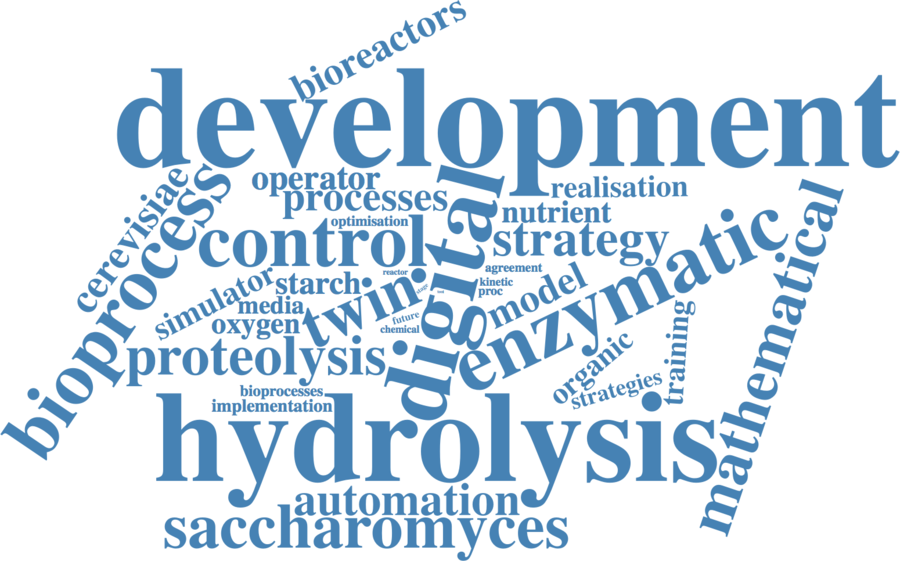 bioreactors
development
cerevisiae
bioprocess
operator
processes
realisation
optimisation
nutrient
control
digital
strategy
enzymatic
mathematical
simulator
starch
reactor
agreement
kinetic
proc
model
media
twin
oxygen
future
chemical
proteolysis
organic
training
strategies
bioprocesses
implementation
hydrolysis
automation
saccharomyces